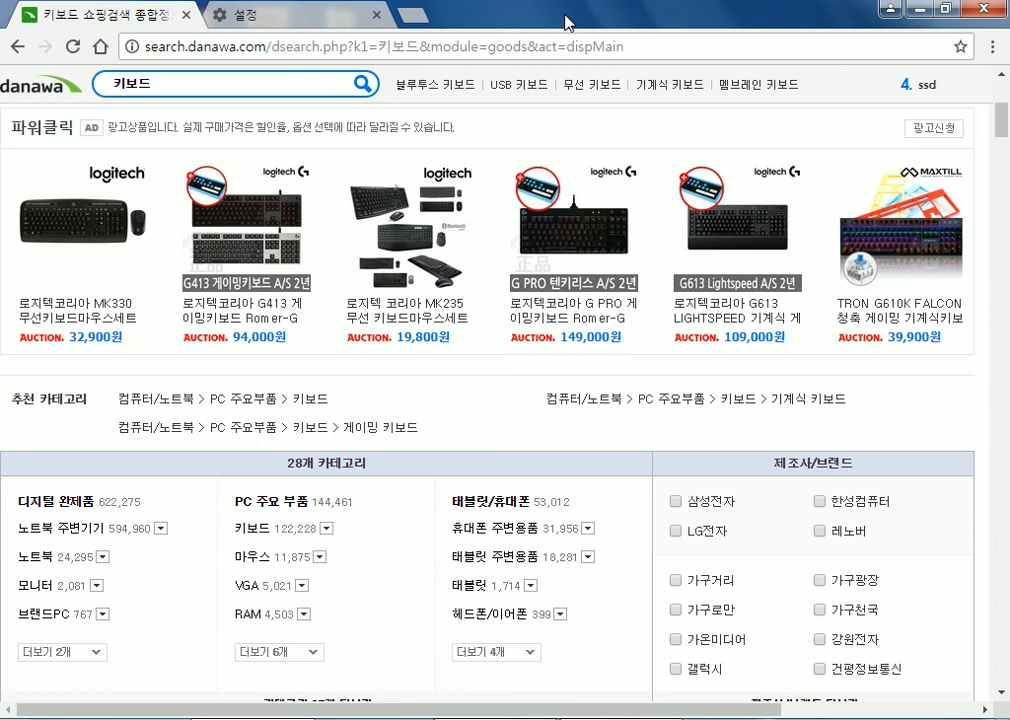 키보드 쇼핑검색 종합정
설정
search.danawa.com/dsearch.php?k1=키보드&module=goods&act=dispMain
danawa
키보드
블루투스 키보드 | USB 키보드 | 무선 키보드 | 기계식 키보드 | 멤브레인 키보드
4. ssd
파워클릭 AD 광고상품입니다. 실제 구매가격은 할인율, 옵션 선택에 따라 달라질 수 있습니다.
광고신청
logitech
로지텍코리아 MK330
무선키보드마우스세트
AUCTION. 32,900원
logitech G
正品
G413 게이밍키보드 A/S 2년
로지텍코리아 G413 게
이밍키보드 Romer-G
AUCTION. 94,000원
logitech
Bluetooth
로지텍 코리아 MK235
무선 키보드마우스세트
AUCTION. 19,800원
logitech G
正品
G PRO 텐키리스 A/S 2년
로지텍코리아 G PRO 게
이밍키보드 Romer-G
AUCTION. 149,000원
logitech G
G613 Lightspeed A/S 2년
로지텍코리아 G613
LIGHTSPEED 기계식 게
AUCTION. 109,000원
MAXTILL
TRON G610K FALCON
청축 게이밍 기계식키보
AUCTION. 39,900원
추천 카테고리
컴퓨터/노트북 > PC 주요부품 > 키보드
컴퓨터/노트북 > PC 주요부품 > 키보드 > 기계식 키보드
컴퓨터/노트북 > PC 주요부품 > 키보드 > 게이밍 키보드
28개 카테고리
제조사/브랜드
디지털 완제품 622,275
노트북 주변기기 594,960
노트북 24,295
모니터 2,081
브랜드PC 767
더보기 2개
PC 주요 부품 144,461
키보드 122,228
마우스 11,875
VGA 5,021
RAM 4,503
더보기 6개
태블릿/휴대폰 53,012
휴대폰 주변용품 31,956
태블릿 주변용품 18,281
태블릿 1,714
헤드폰/이어폰 399
더보기 4개
삼성전자
한성컴퓨터
LG전자
레노버
가구거리
가구광장
가구로만
가구천국
가온미디어
강원전자
갤럭시
건평정보통신